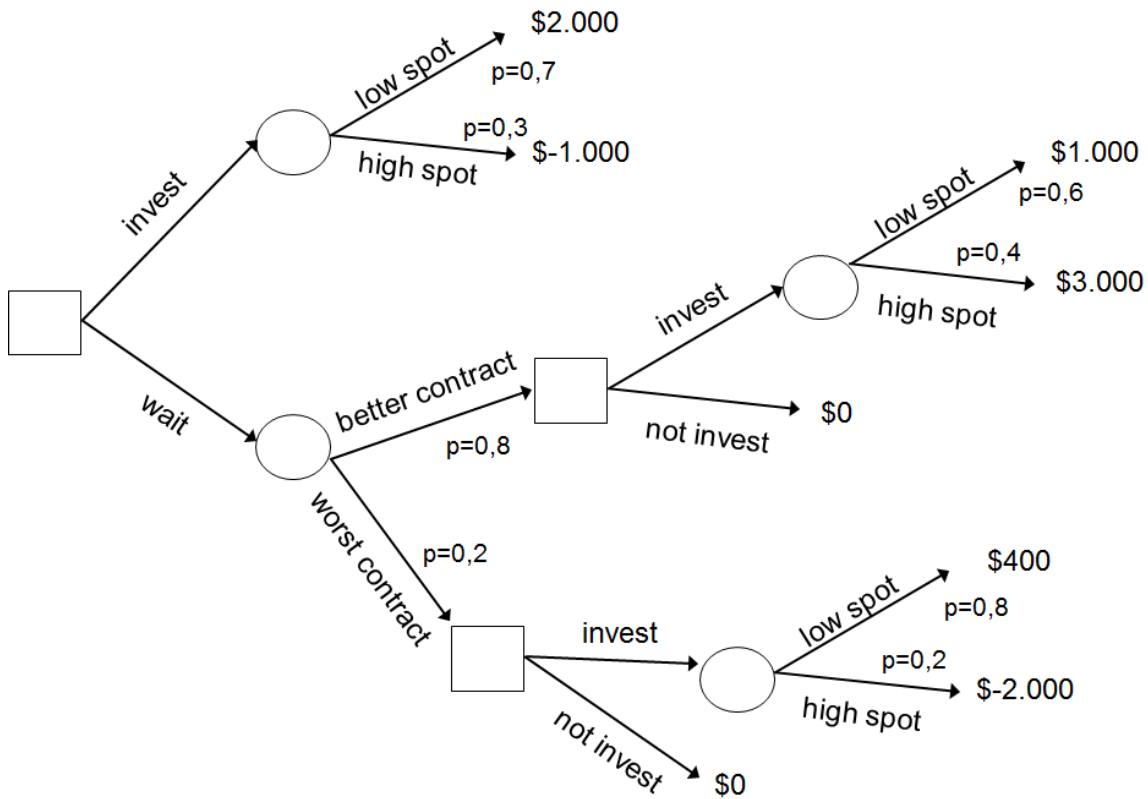 $2.000
low spot
p=0,7
p=0,3
$-1.000
high spot
invest
$1.000
low spot
p=0,6
p=0,4
$3.000
high spot
invest
wait
better contract
p=0,8
not invest
$0
worst contract
p=0,2
$400
low spot
p=0,8
invest
p=0,2
$-2.000
high spot
not invest
$0